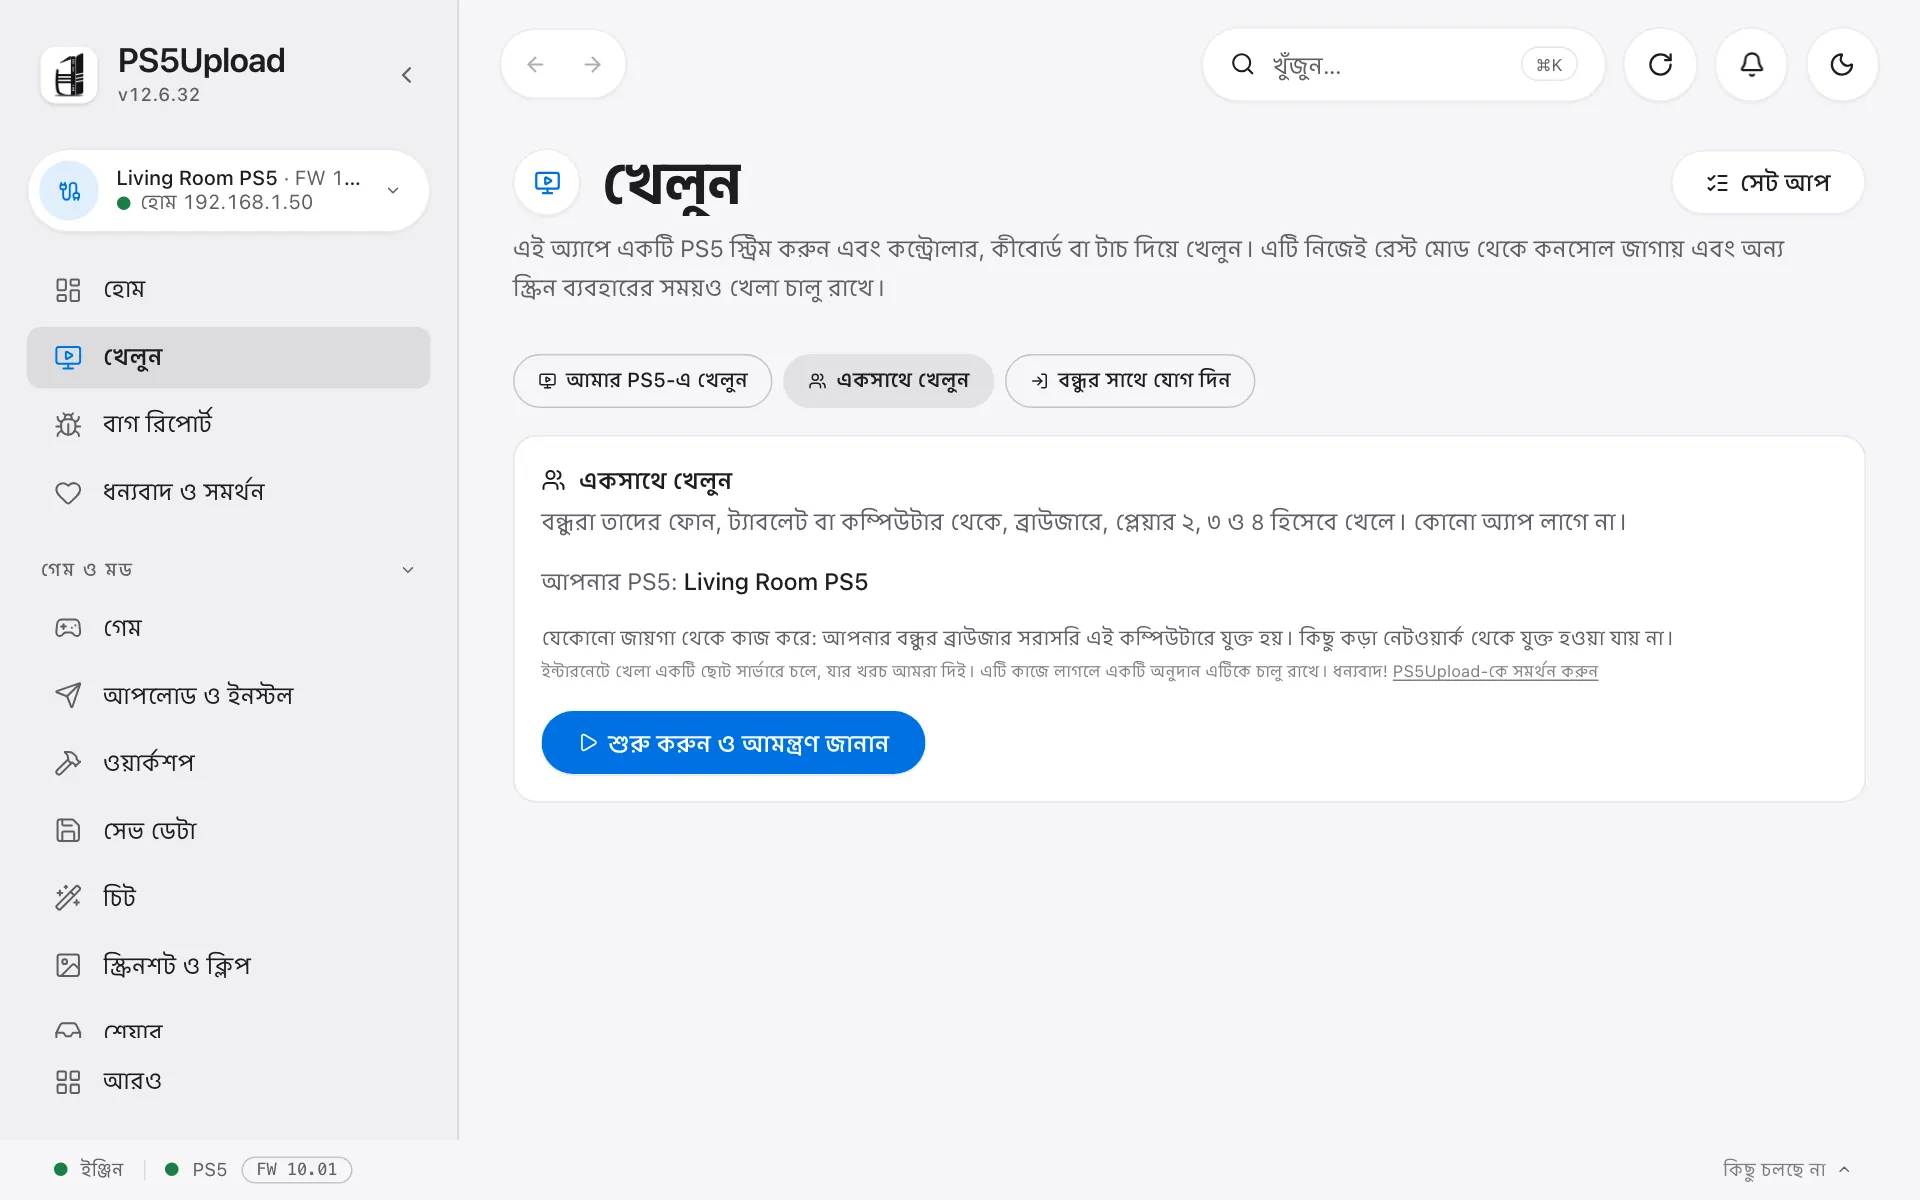 PS5Upload
v12.6.32
Living Room PS5 · FW 1...
হোম 192.168.1.50
হোম
খেলুন
বাগ রিপোর্ট
ধন্যবাদ ও সমর্থন
গেম ও মড
গেম
আপলোড ও ইনস্টল
ওয়ার্কশপ
সেভ ডেটা
চিট
স্ক্রিনশট ও ক্লিপ
শেয়ার
আরও
খুঁজুন...
⌘K
খেলুন
সেট আপ
এই অ্যাপে একটি PS5 স্ট্রিম করুন এবং কন্ট্রোলার, কীবোর্ড বা টাচ দিয়ে খেলুন। এটি নিজেই রেস্ট মোড থেকে কনসোল জাগায় এবং অন্য
স্ক্রিন ব্যবহারের সময়ও খেলা চালু রাখে।
আমার PS5-এ খেলুন
একসাথে খেলুন
বন্ধুর সাথে যোগ দিন
একসাথে খেলুন
বন্ধুরা তাদের ফোন, ট্যাবলেট বা কম্পিউটার থেকে, ব্রাউজারে, প্লেয়ার ২, ৩ ও ৪ হিসেবে খেলে। কোনো অ্যাপ লাগে না।
আপনার PS5: Living Room PS5
যেকোনো জায়গা থেকে কাজ করে: আপনার বন্ধুর ব্রাউজার সরাসরি এই কম্পিউটারে যুক্ত হয়। কিছু কড়া নেটওয়ার্ক থেকে যুক্ত হওয়া যায় না।
ইন্টারনেটে খেলা একটি ছোট সার্ভারে চলে, যার খরচ আমরা দিই। এটি কাজে লাগলে একটি অনুদান এটিকে চালু রাখে। ধন্যবাদ! PS5Upload-কে সমর্থন করুন
শুরু করুন ও আমন্ত্রণ জানান
ইঞ্জিন
PS5
FW 10.01
কিছু চলছে না